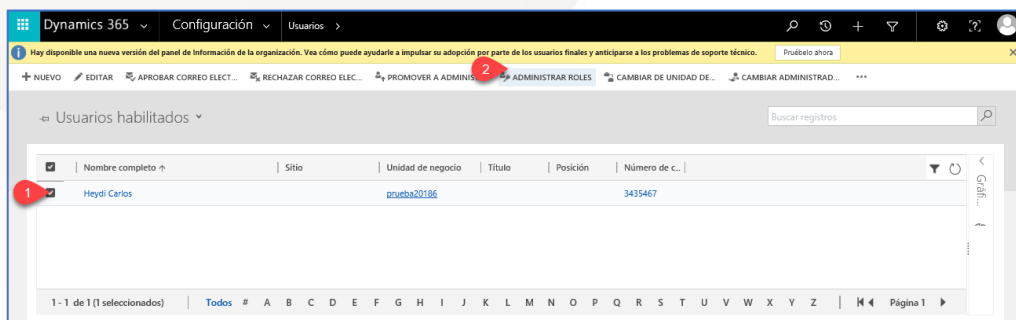 Dynamics 365 Configuración Usuarios >
Hay disponible una nueva versión del panel de Información de la organización. Vea cómo puede ayudarle a impulsar su adopción por parte de los usuarios finales y anticiparse a los problemas de soporte técnico. Pruébelo ahora
2
+ NUEVO EDITAR APROBAR CORREO ELECT... RECHAZAR CORREO ELEC... PROMOVER A ADMINIS ADMINISTRAR ROLES CAMBIAR DE UNIDAD DE... CAMBIAR ADMINISTRAD... ...
Usuarios habilitados
Buscar registros
Nombre completo ↑ Sitio Unidad de negocio Título Posición Número de c...
1 Heydi Carlos prueba20186 3435467
Gráfi...
1 - 1 de 1 (1 seleccionados) Todos # A B C D E F G H I J K L M N O P Q R S T U V W X Y Z Página 1